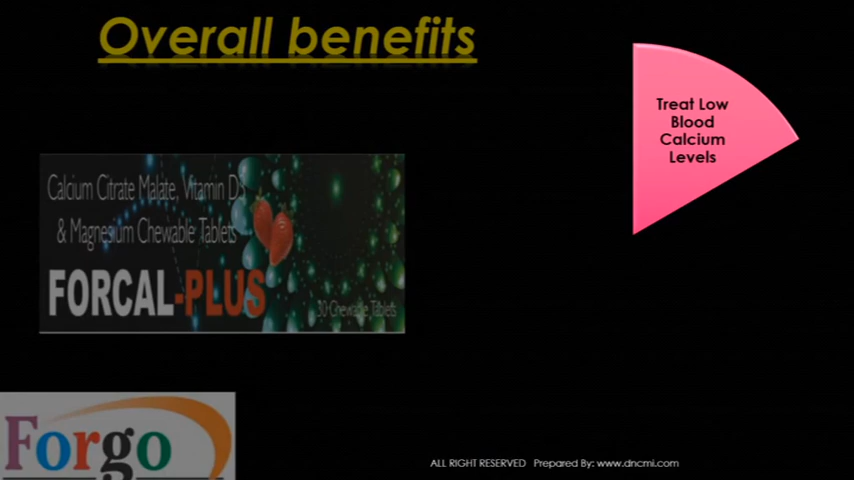 Overall benefits
Treat Low
Blood
Calcium
Levels
Calcium Citrate Malate, Vitamin D3
& Magnesium Chewable Tablets
FORCAL-PLUS
30 Chewable Tablets
Forgo
ALL RIGHT RESERVED Prepared By: www.dncmi.com